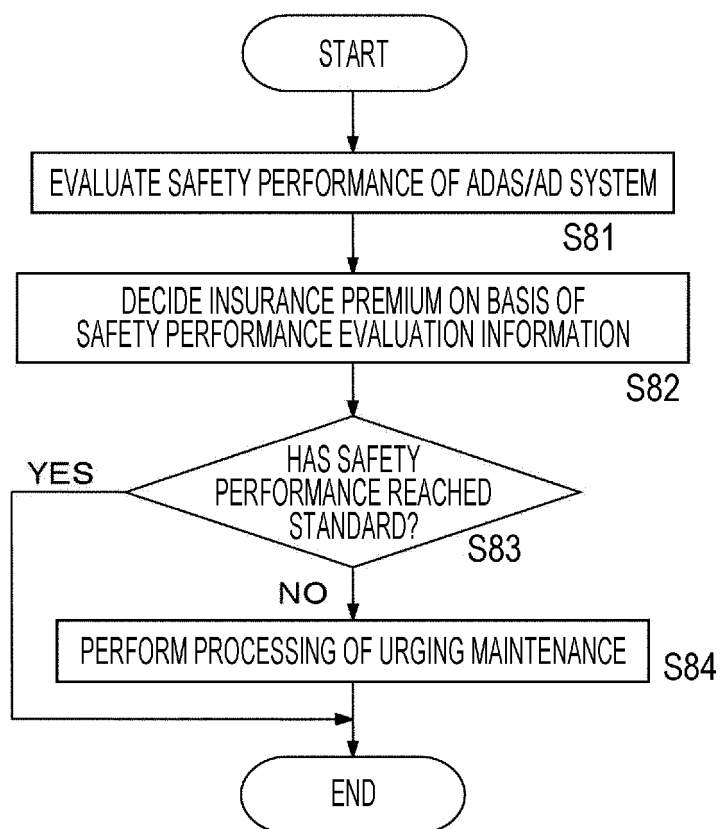 START
EVALUATE SAFETY PERFORMANCE OF ADAS/AD SYSTEM
S81
DECIDE INSURANCE PREMIUM ON BASIS OF
SAFETY PERFORMANCE EVALUATION INFORMATION
S82
HAS SAFETY
PERFORMANCE REACHED
STANDARD?
YES
S83
NO
PERFORM PROCESSING OF URGING MAINTENANCE
S84
END